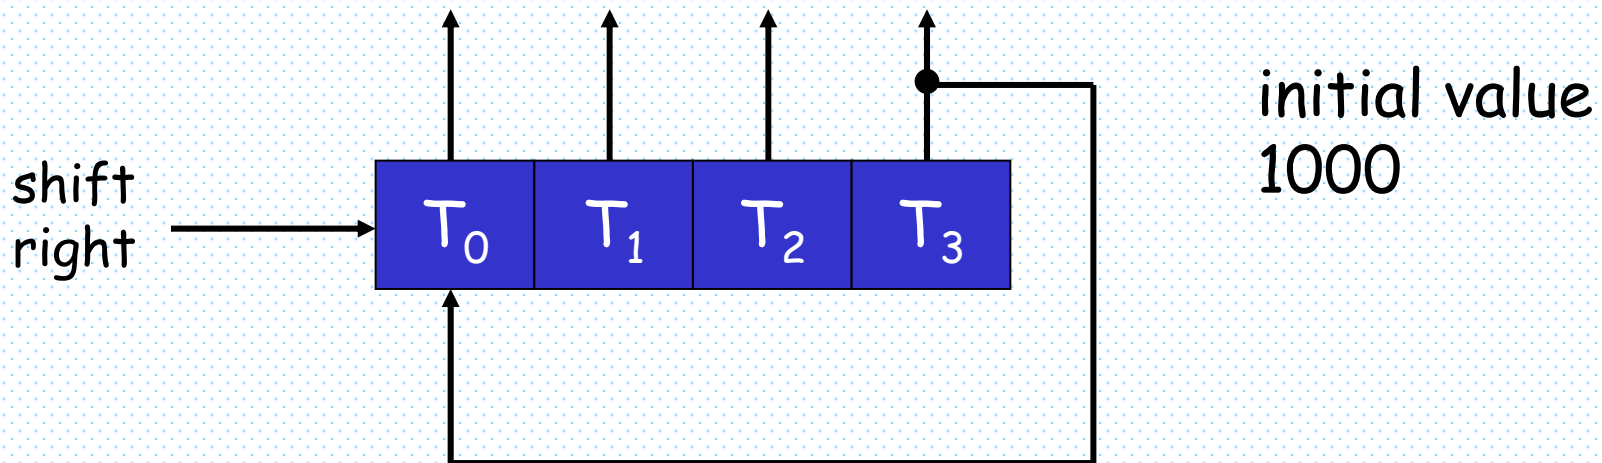 shift
right
T₀ T₁ T₂ T₃
initial value
1000